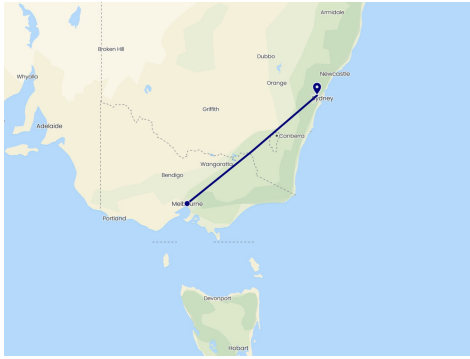 Armidale
Broken Hill
Dubbo
Whyalla
Newcastle
Orange
Sydney
Griffith
Adelaide
Canberra
Wangaratta
Bendigo
Melbourne
Portland
Devonport
Hobart